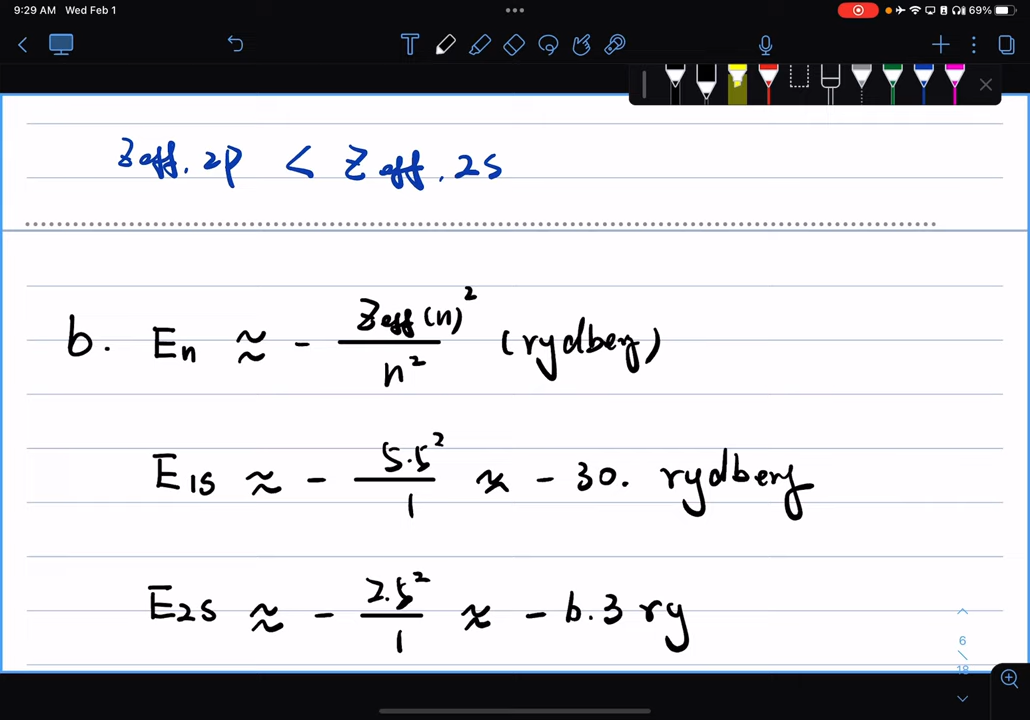 9:29 AM Wed Feb 1
69%
Zeff, 2p < Zeff, 2s
b. En ≈ - Zeff(n)² / n² (rydberg)
E1s ≈ - 5.5² / 1 ≈ - 30. rydberg
E2s ≈ - 2.5² / 1 ≈ - 6.3 ry
6
18